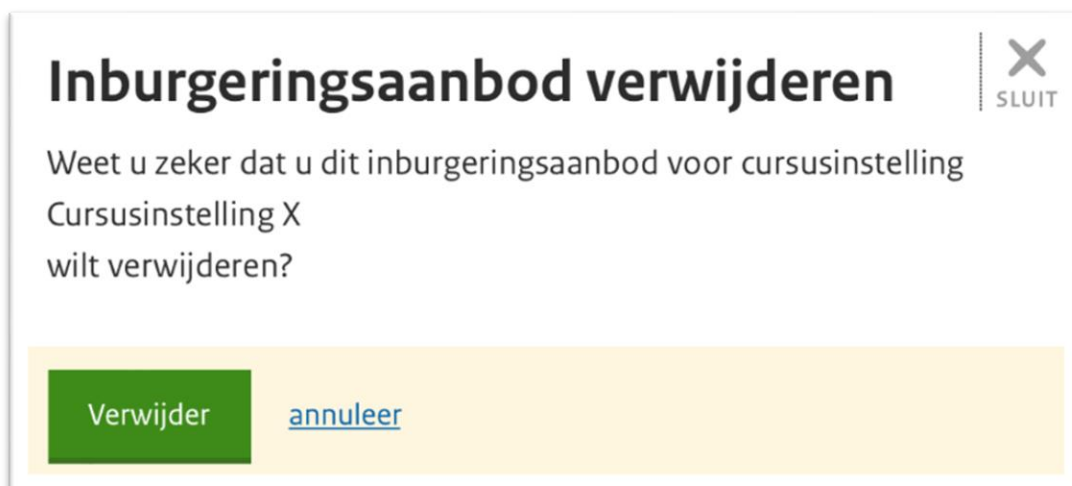 Inburgeringsaanbod verwijderen
SLUIT
Weet u zeker dat u dit inburgeringsaanbod voor cursusinstelling
Cursusinstelling X
wilt verwijderen?
Verwijder annuleer